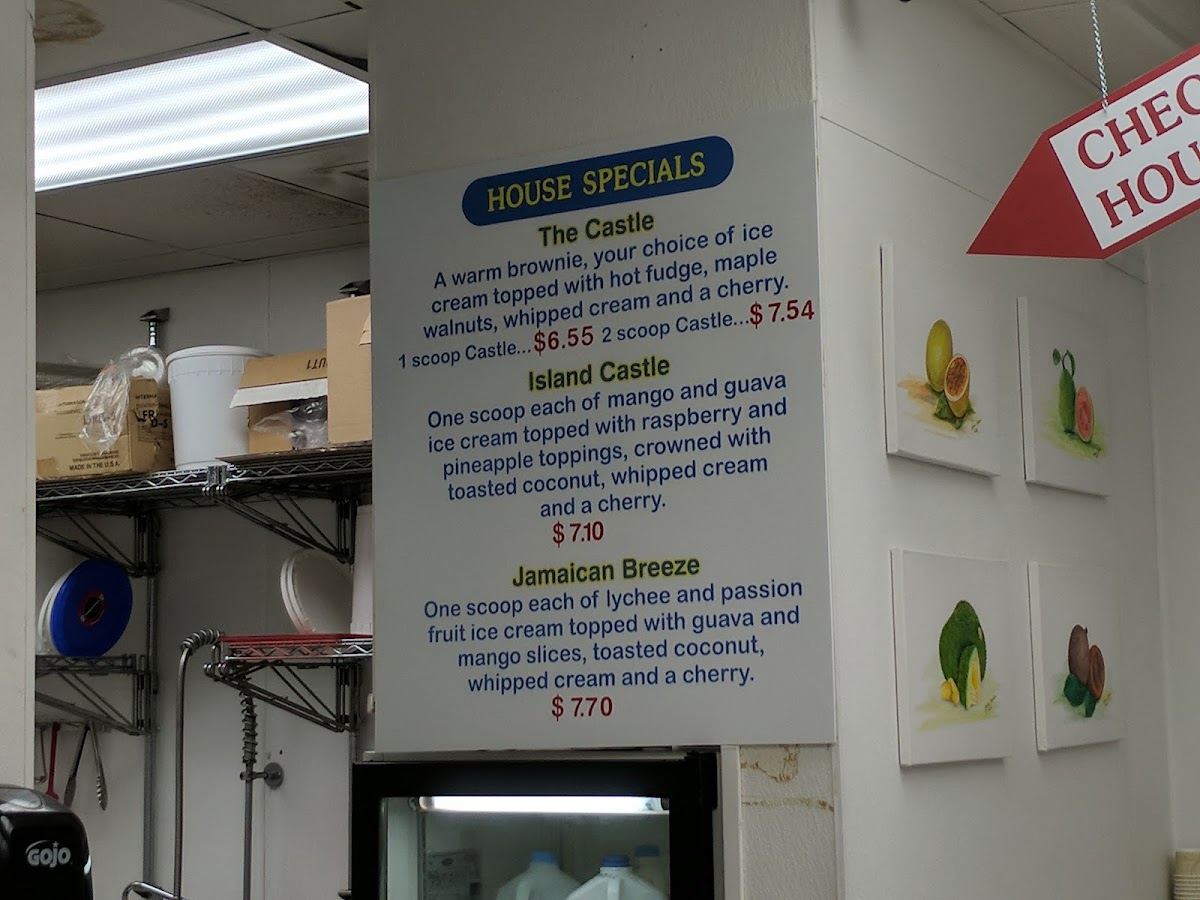 HOUSE SPECIALS
The Castle
A warm brownie, your choice of ice
cream topped with hot fudge, maple
walnuts, whipped cream and a cherry.
1 scoop Castle...$6.55 2 scoop Castle...$7.54
Island Castle
One scoop each of mango and guava
ice cream topped with raspberry and
pineapple toppings, crowned with
toasted coconut, whipped cream
and a cherry.
$7.10
Jamaican Breeze
One scoop each of lychee and passion
fruit ice cream topped with guava and
mango slices, toasted coconut,
whipped cream and a cherry.
$7.70
MADE IN THE U.S.A.
GOJO